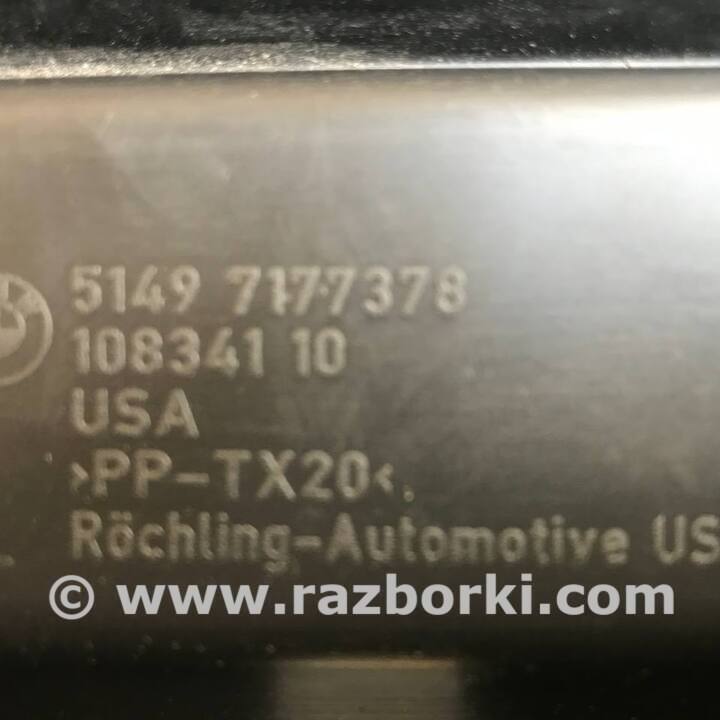 5149 7177378
108341 10
USA
>PP-TX20<
Röchling-Automotive US
© www.razborki.com